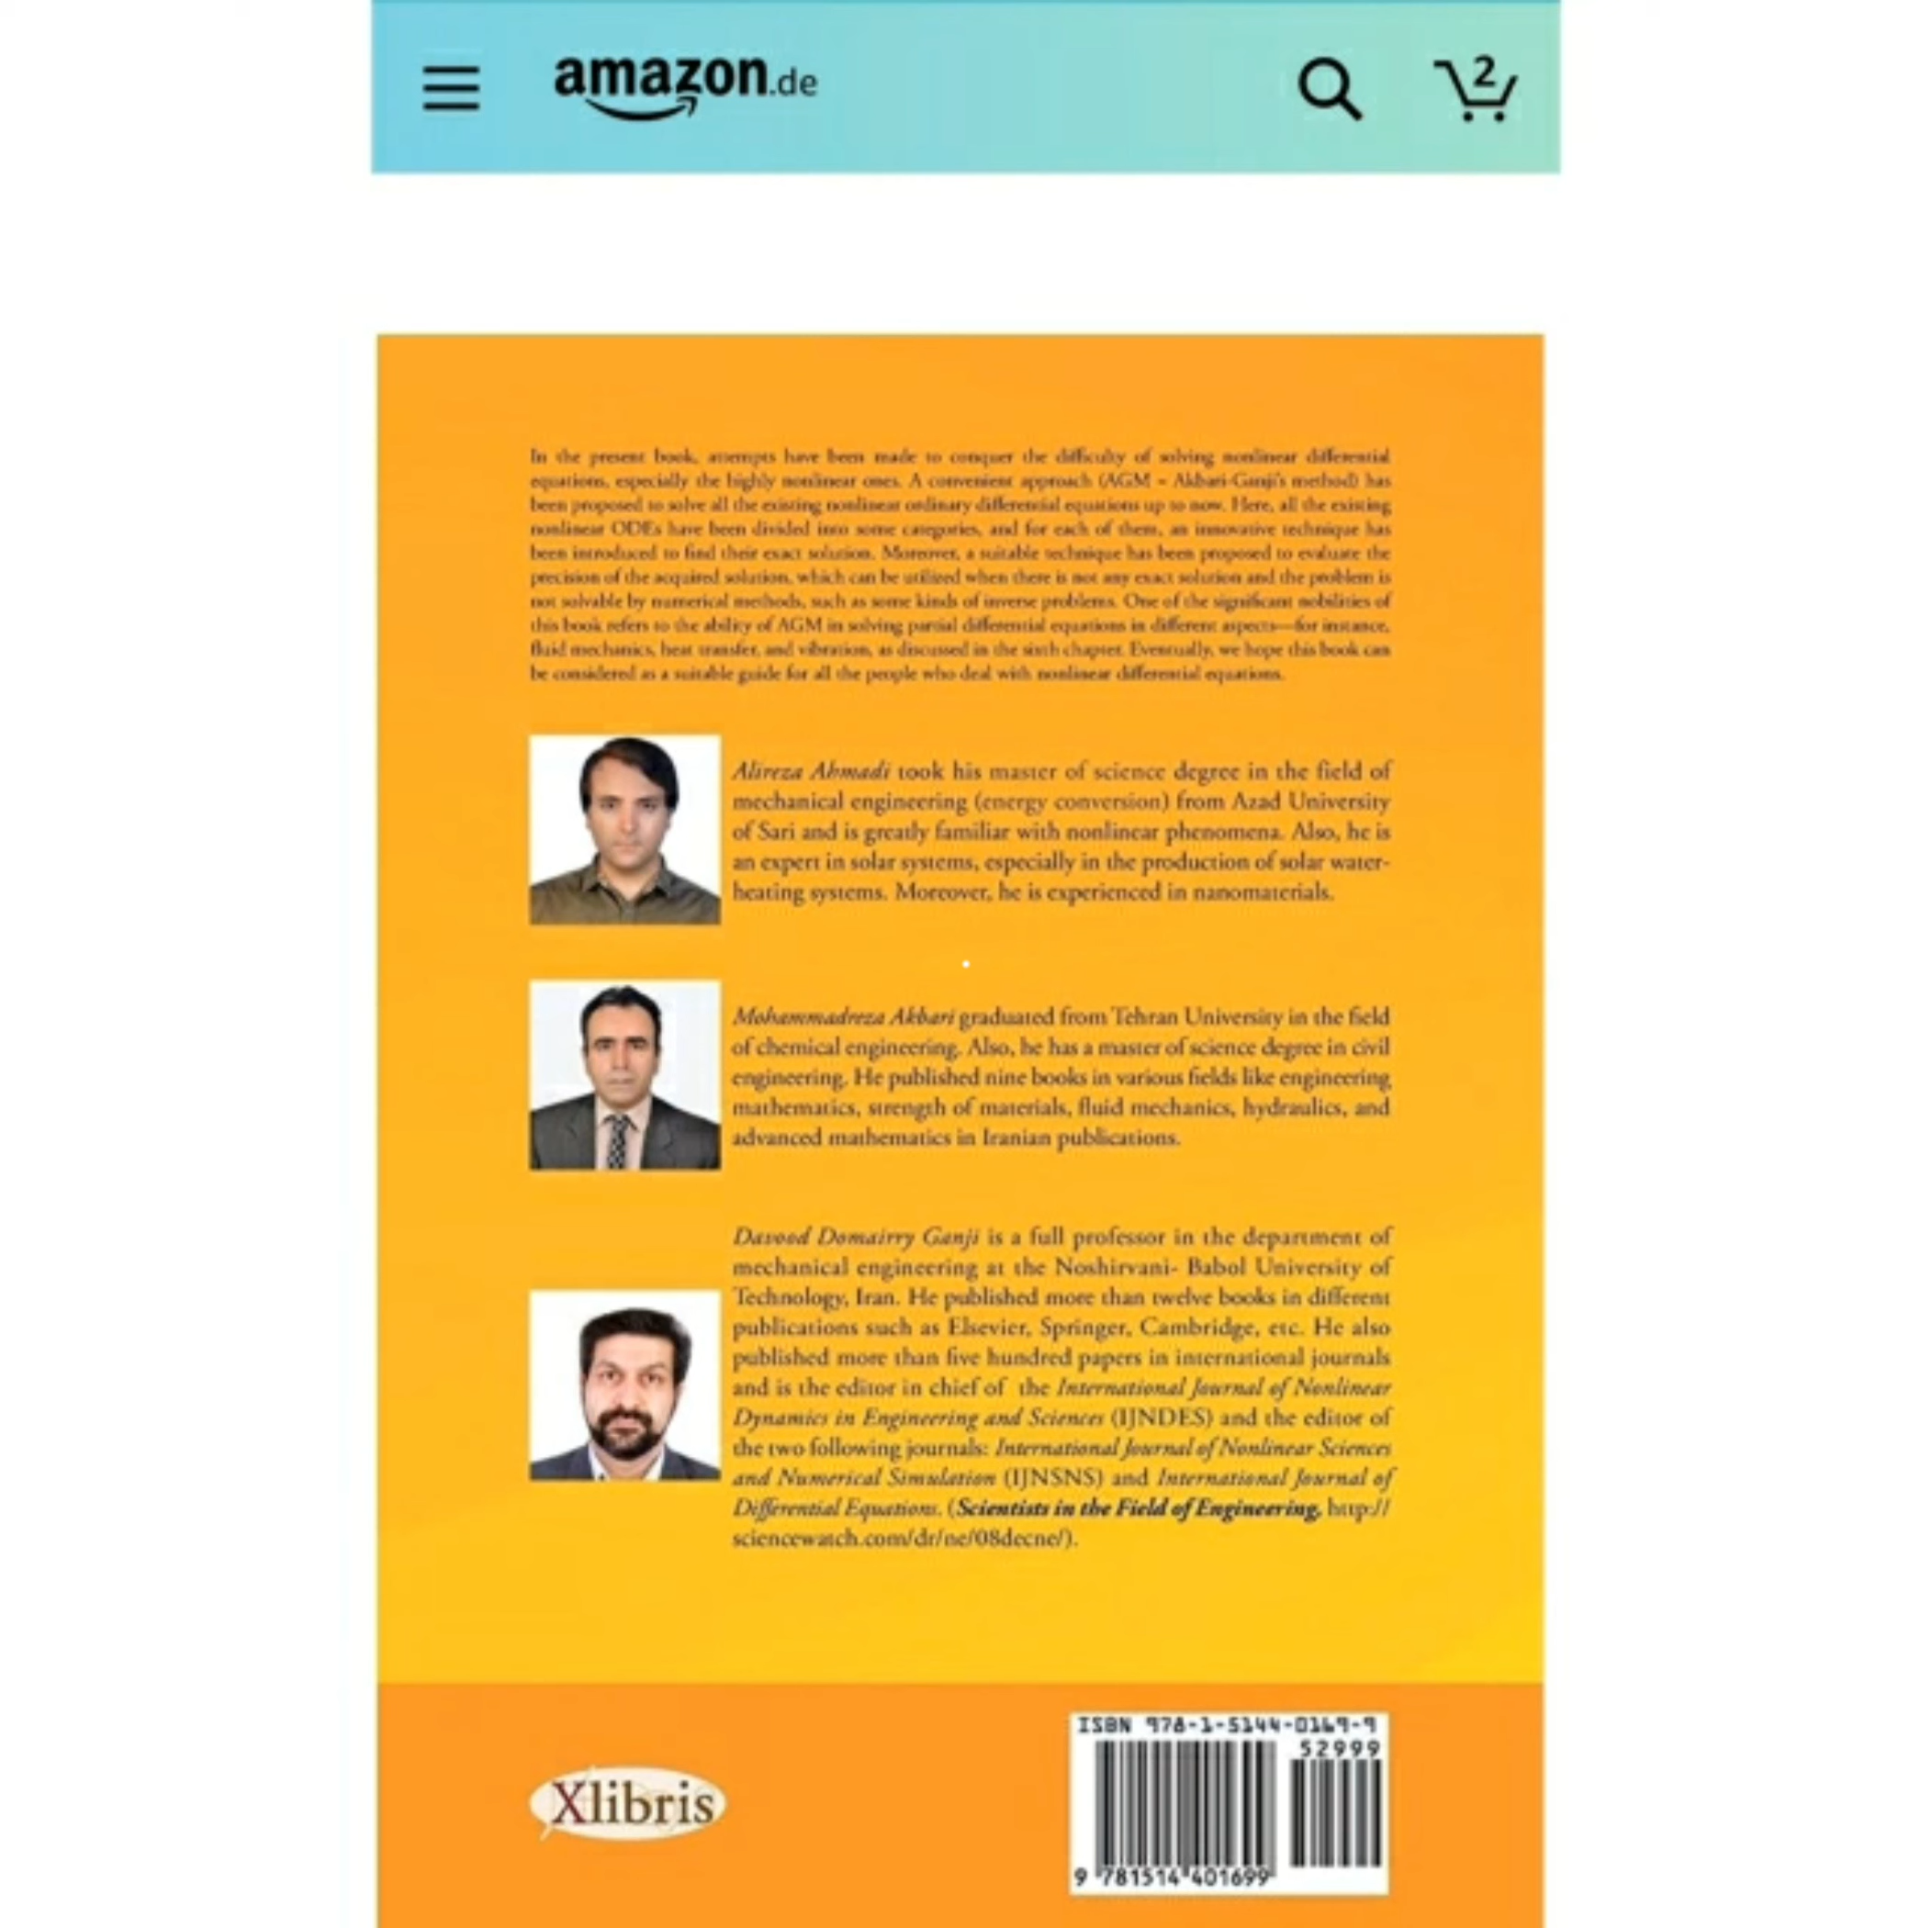 amazon.de
2
In the present book, attempts have been made to conquer the difficulty of solving nonlinear differential
equations, especially the highly nonlinear ones. A convenient approach (AGM – Akbari-Ganji's method) has
been proposed to solve all the existing nonlinear ordinary differential equations up to now. Here, all the existing
nonlinear ODEs have been divided into some categories, and for each of them, an innovative technique has
been introduced to find their exact solution. Moreover, a suitable technique has been proposed to evaluate the
precision of the acquired solution, which can be utilized when there is not any exact solution and the problem is
not solvable by numerical methods, such as some kinds of inverse problems. One of the significant nobilities of
this book refers to the ability of AGM in solving partial differential equations in different aspects—for instance,
fluid mechanics, heat transfer, and vibration, as discussed in the sixth chapter. Eventually, we hope this book can
be considered as a suitable guide for all the people who deal with nonlinear differential equations.
Alireza Ahmadi took his master of science degree in the field of
mechanical engineering (energy conversion) from Azad University
of Sari and is greatly familiar with nonlinear phenomena. Also, he is
an expert in solar systems, especially in the production of solar water-
heating systems. Moreover, he is experienced in nanomaterials.
Mohammadreza Akbari graduated from Tehran University in the field
of chemical engineering. Also, he has a master of science degree in civil
engineering. He published nine books in various fields like engineering
mathematics, strength of materials, fluid mechanics, hydraulics, and
advanced mathematics in Iranian publications.
Davood Domairry Ganji is a full professor in the department of
mechanical engineering at the Noshirvani- Babol University of
Technology, Iran. He published more than twelve books in different
publications such as Elsevier, Springer, Cambridge, etc. He also
published more than five hundred papers in international journals
and is the editor in chief of the International Journal of Nonlinear
Dynamics in Engineering and Sciences (IJNDES) and the editor of
the two following journals: International Journal of Nonlinear Sciences
and Numerical Simulation (IJNSNS) and International Journal of
Differential Equations. (Scientists in the Field of Engineering, http://
sciencewatch.com/dr/ne/08decne/).
Xlibris
ISBN 978-1-5144-0169-9
52999
9 781514 401699